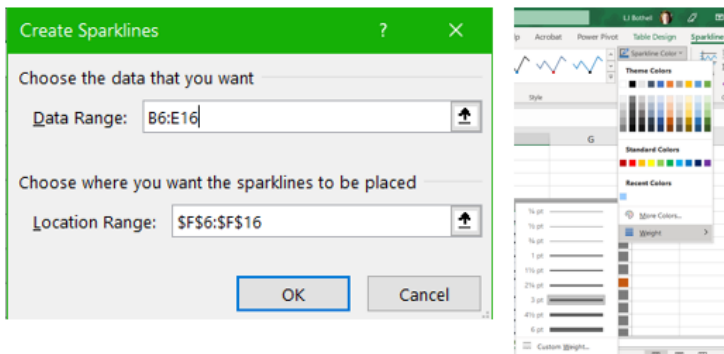 Create Sparklines ? ×
Choose the data that you want
Data Range: B6:E16
Choose where you want the sparklines to be placed
Location Range: $F$6:$F$16
OK Cancel
LJ Bothel
Acrobat Power Pivot Table Design Sparkline
Sparkline Color
Theme Colors
Style
G
Standard Colors
Recent Colors
More Colors...
Weight
¼ pt
½ pt
¾ pt
1 pt
1½ pt
2¼ pt
3 pt
4½ pt
6 pt
Custom Weight...